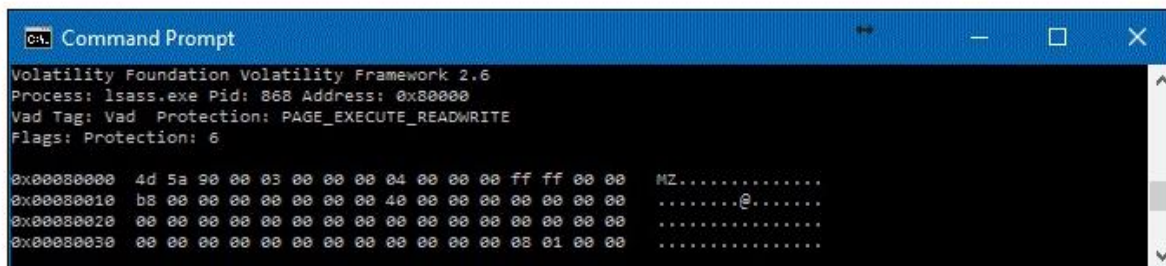 Command Prompt
Volatility Foundation Volatility Framework 2.6
Process: lsass.exe Pid: 868 Address: 0x80000
Vad Tag: Vad  Protection: PAGE_EXECUTE_READWRITE
Flags: Protection: 6
0x00080000  4d 5a 90 00 03 00 00 00 04 00 00 00 ff ff 00 00   MZ..............
0x00080010  b8 00 00 00 00 00 00 00 40 00 00 00 00 00 00 00   ........@.......
0x00080020  00 00 00 00 00 00 00 00 00 00 00 00 00 00 00 00   ................
0x00080030  00 00 00 00 00 00 00 00 00 00 00 00 08 01 00 00   ................